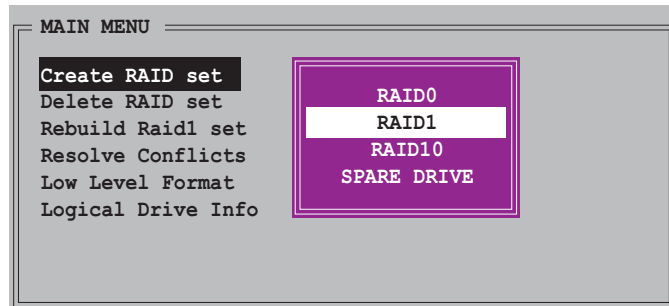 MAIN MENU
Create RAID set
Delete RAID set
Rebuild Raid1 set
Resolve Conflicts
Low Level Format
Logical Drive Info
RAID0
RAID1
RAID10
SPARE DRIVE